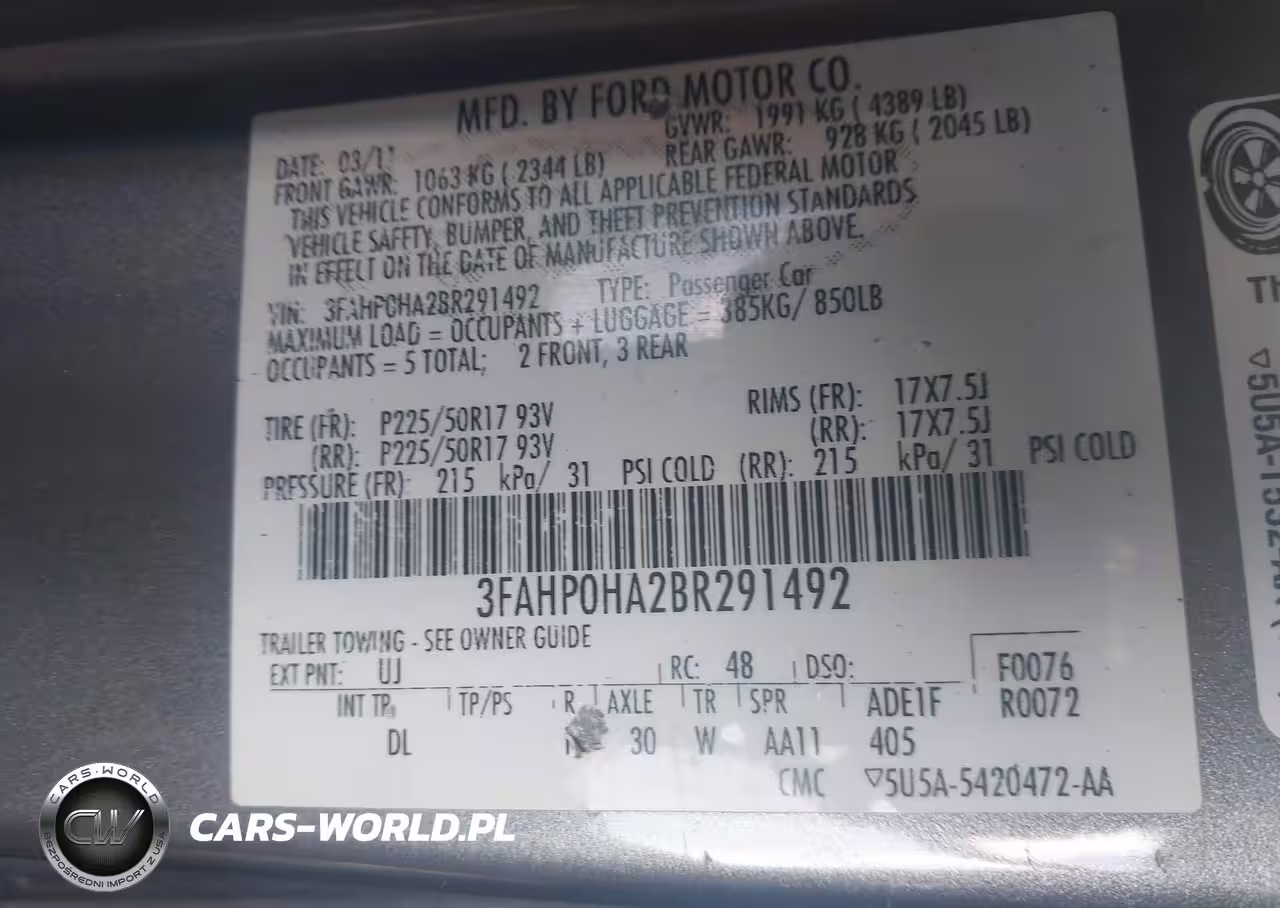 MFD. BY FORD MOTOR CO.
DATE: 03/11 GVWR: 1991 KG ( 4389 LB)
FRONT GAWR: 1063 KG ( 2344 LB) REAR GAWR: 928 KG ( 2045 LB)
THIS VEHICLE CONFORMS TO ALL APPLICABLE FEDERAL MOTOR
VEHICLE SAFETY, BUMPER, AND THEFT PREVENTION STANDARDS
IN EFFECT ON THE DATE OF MANUFACTURE SHOWN ABOVE.
VIN: 3FAHP0HA2BR291492 TYPE: Passenger Car
MAXIMUM LOAD = OCCUPANTS + LUGGAGE = 385KG/ 850LB
OCCUPANTS = 5 TOTAL; 2 FRONT, 3 REAR
TIRE (FR): P225/50R17 93V RIMS (FR): 17X7.5J
(RR): P225/50R17 93V (RR): 17X7.5J
PRESSURE (FR): 215 kPa/ 31 PSI COLD (RR): 215 kPa/ 31 PSI COLD
3FAHP0HA2BR291492
TRAILER TOWING - SEE OWNER GUIDE
EXT PNT: UJ RC: 48 DSO: F0076
INT TR TP/PS R AXLE TR SPR ADE1F R0072
DL 30 W AA11 405
CMC ▽5U5A-5420472-AA
CARS-WORLD
CW
BEZPOŚREDNI IMPORT Z USA
CARS-WORLD.PL